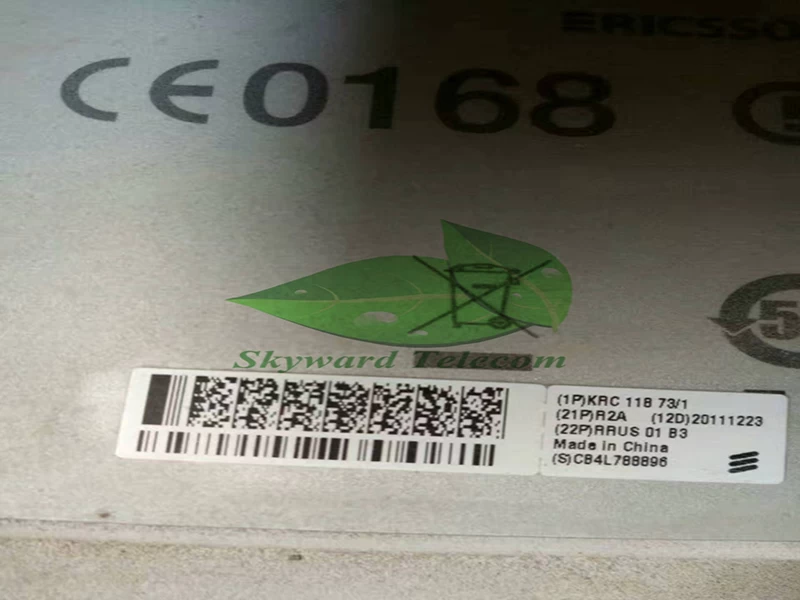 ERICSSO
CE0168
5
Skyward Telecom
(1P)KRC 118 73/1
(21P)R2A (12D)20111223
(22P)RRUS 01 B3
Made in China
(S)CB4L788896